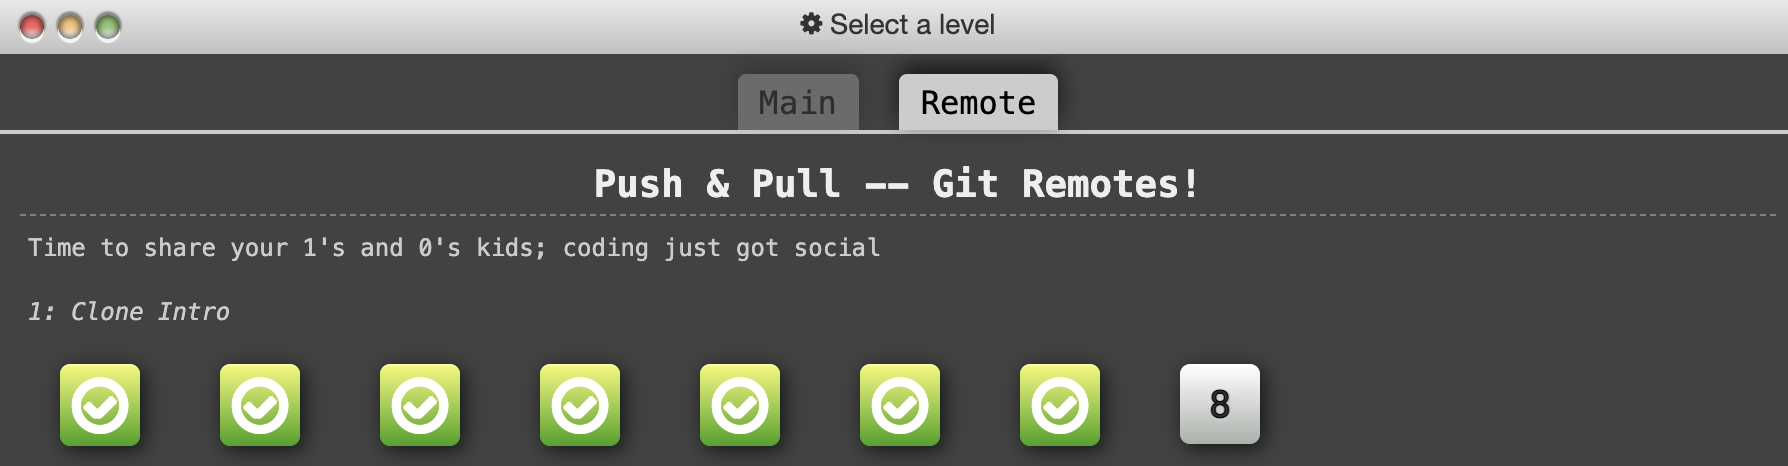 Select a level
Main Remote
Push & Pull -- Git Remotes!
Time to share your 1's and 0's kids; coding just got social
1: Clone Intro
8